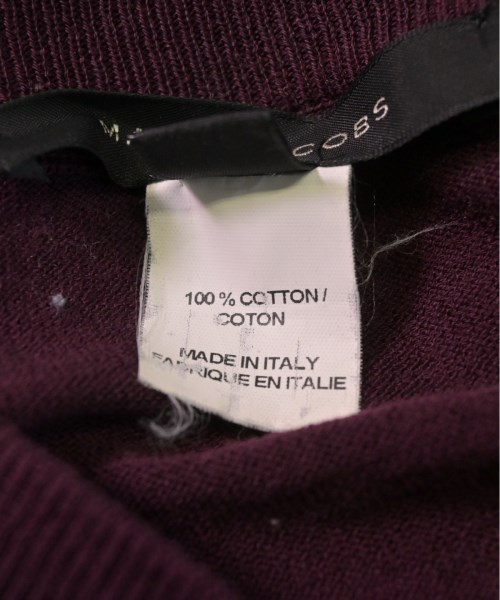 MA COBS
100 % COTTON /
COTON
MADE IN ITALY
FABRIQUE EN ITALIE